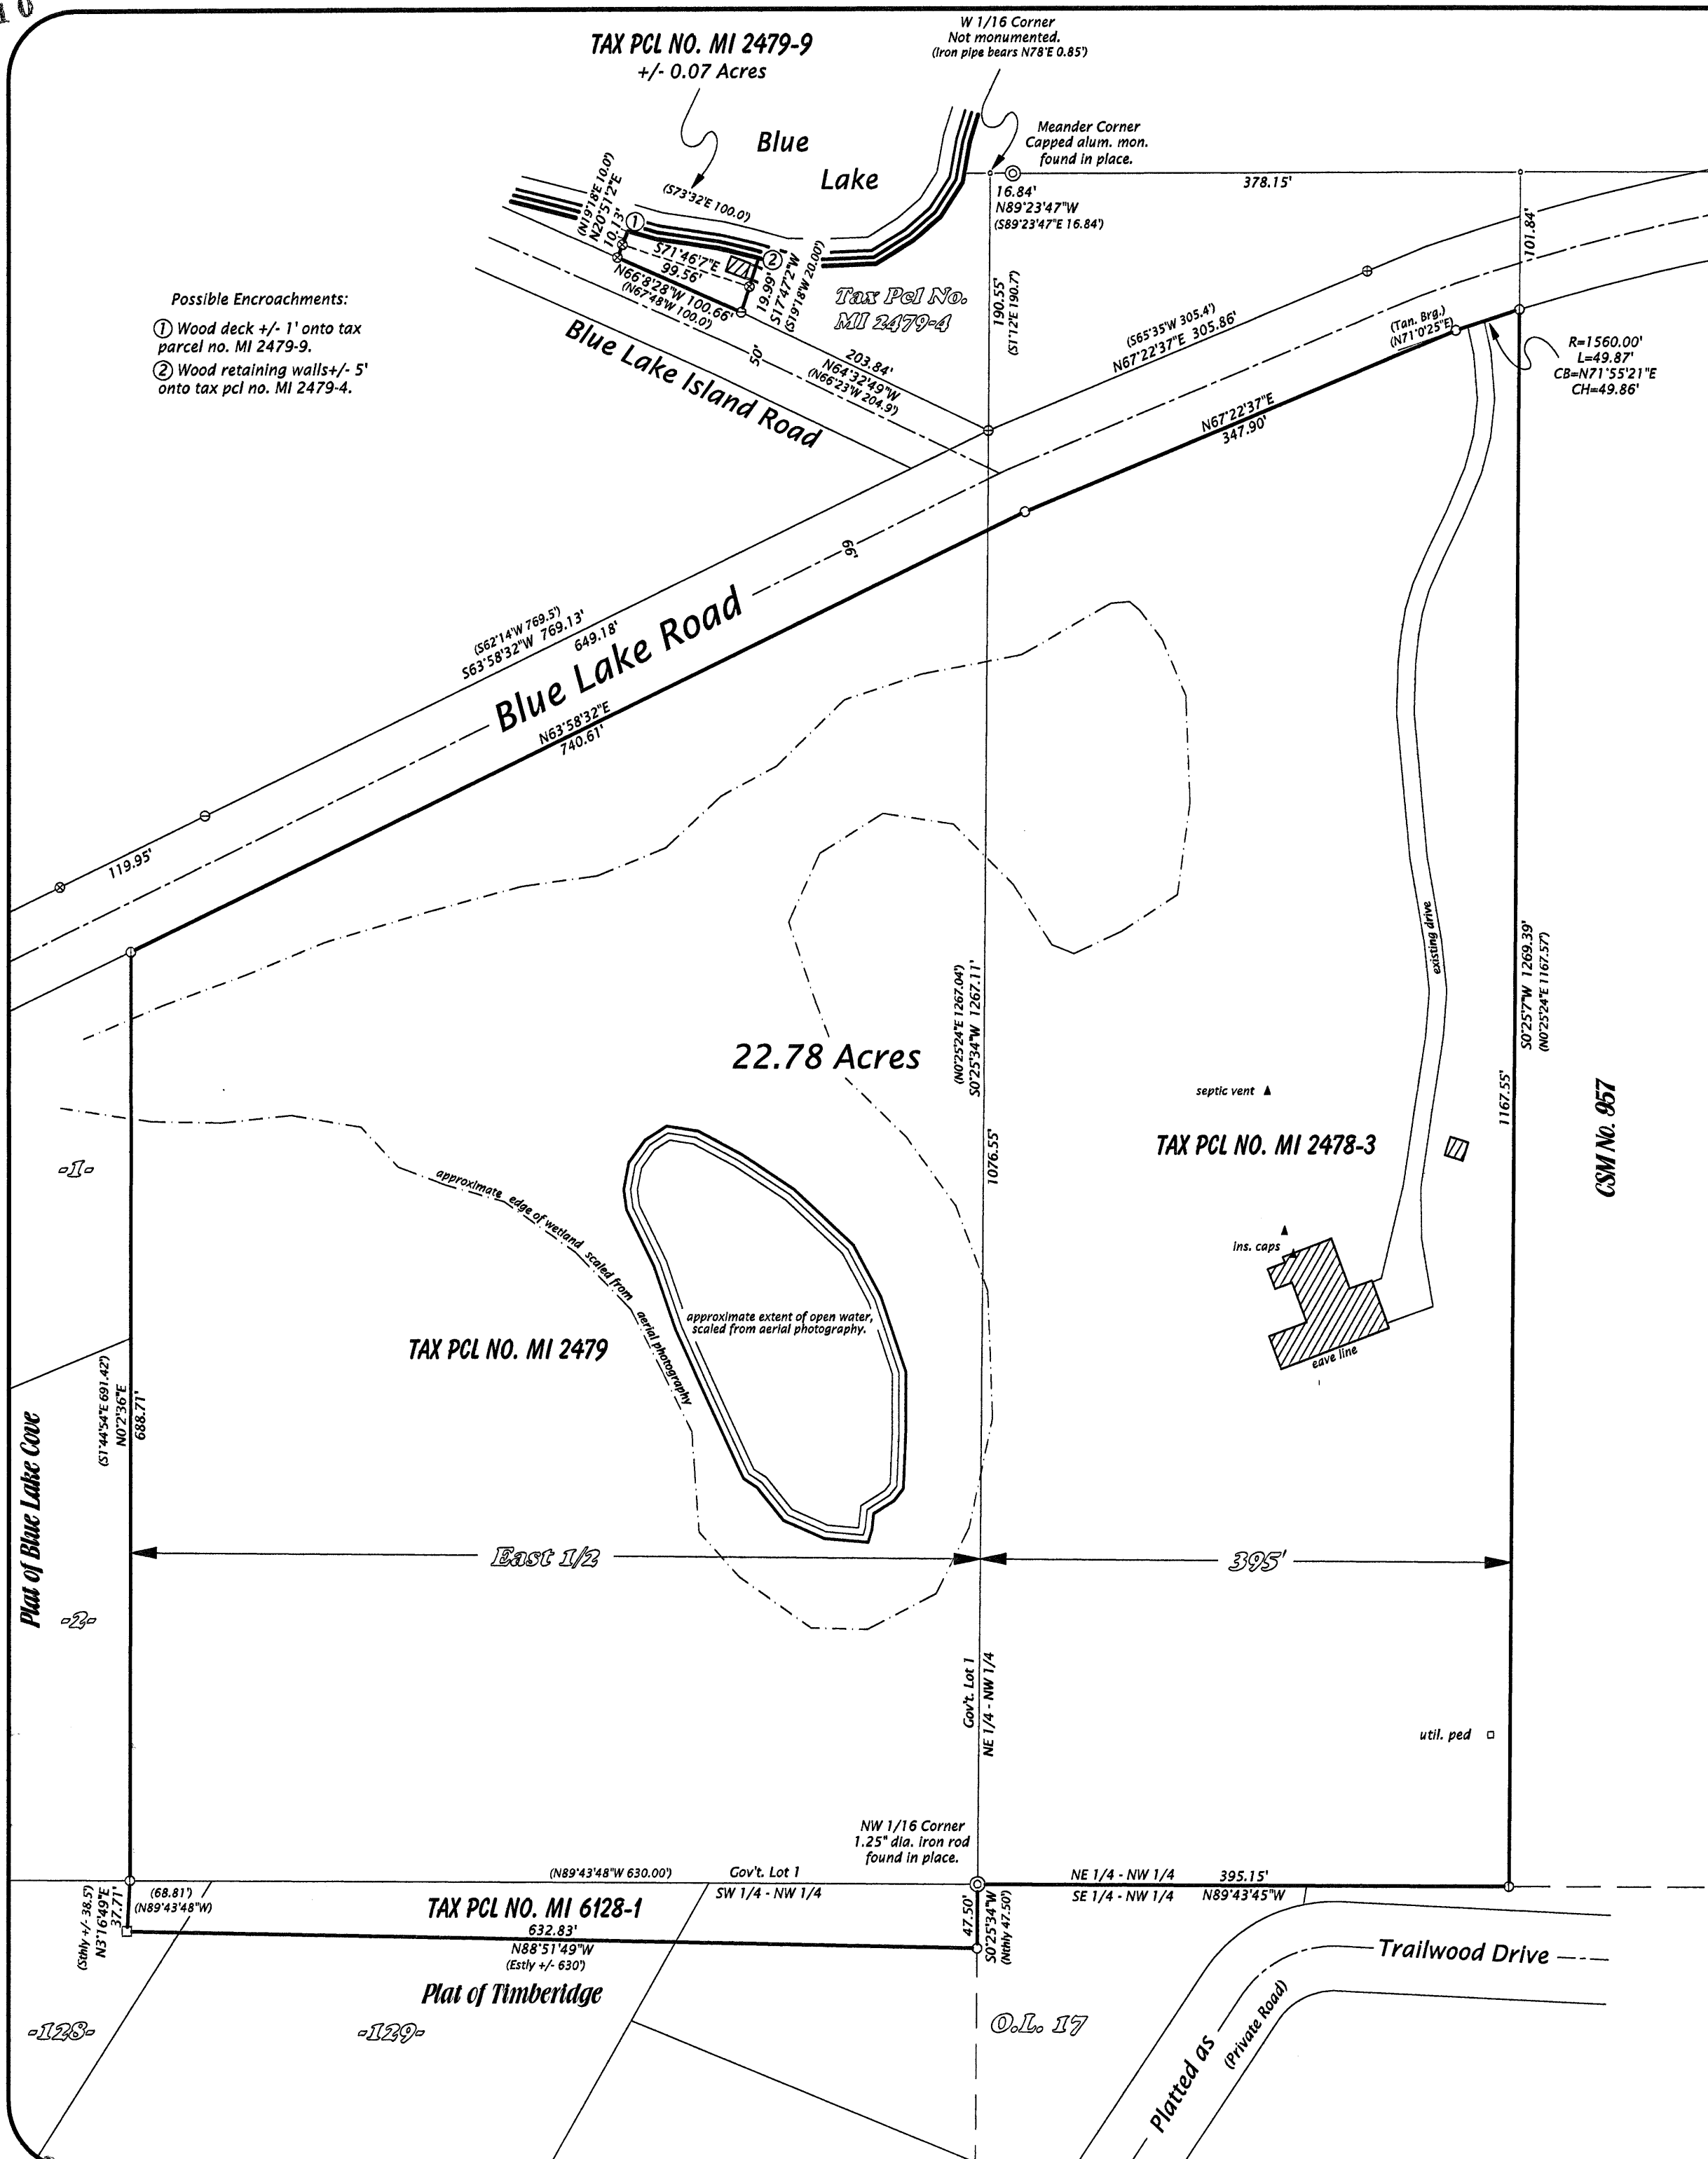 10
TAX PCL NO. MI 2479-9
+/- 0.07 Acres
W 1/16 Corner
Not monumented.
(Iron pipe bears N78°E 0.85')
Blue
Lake
Meander Corner
Capped alum. mon.
found in place.
378.15'
16.84'
N89°23'47"W
(S89°23'47"E 16.84')
101.84'
(N19°18'E 10.0')
N20°51'2"E
10.13'
(S73°32'E 100.0')
1
2
S71°46'7"E
99.56'
N66°8'28"W 100.66'
(N67°48'W 100.0')
19.99'
S17°47'2"W
(S19°18'W 20.00')
Tax Pcl No.
MI 2479-4
190.55'
(S1°12'E 190.7')
Possible Encroachments:
1 Wood deck +/- 1' onto tax
parcel no. MI 2479-9.
2 Wood retaining walls+/- 5'
onto tax pcl no. MI 2479-4.
Blue Lake Island Road
50'
203.84'
N64°32'49"W
(N66°23'W 204.9')
(S65°35'W 305.4')
N67°22'37"E 305.86'
(Tan. Brg.)
(N71°0'25"E)
R=1560.00'
L=49.87'
CB=N71°55'21"E
CH=49.86'
N67°22'37"E
347.90'
66'
(S62°14'W 769.5')
S63°58'32"W 769.13'
649.18'
Blue Lake Road
N63°58'32"E
740.61'
119.95'
existing drive
S0°25'7"W 1269.39'
(N0°25'24"E 1167.57')
1167.55'
CSM No. 957
(N0°25'24"E 1267.04')
S0°25'34"W 1267.11'
1076.55'
22.78 Acres
septic vent
TAX PCL NO. MI 2478-3
-1-
approximate edge of wetland scaled from aerial photography
ins. caps
approximate extent of open water,
scaled from aerial photography.
TAX PCL NO. MI 2479
eave line
(S1°44'54"E 691.42')
N0°2'36"E
688.71'
Plat of Blue Lake Cove
East 1/2
395'
-2-
Gov't. Lot 1
NE 1/4 - NW 1/4
util. ped
NW 1/16 Corner
1.25" dia. iron rod
found in place.
(N89°43'48"W 630.00')
Gov't. Lot 1
SW 1/4 - NW 1/4
NE 1/4 - NW 1/4
395.15'
SE 1/4 - NW 1/4
N89°43'45"W
(Sthly +/- 38.5')
N3°16'49"E
37.71'
(68.81')
(N89°43'48"W)
TAX PCL NO. MI 6128-1
632.83'
N88°51'49"W
(Estly +/- 630')
47.50'
S0°25'34"W
(Nthly 47.50')
Plat of Timberidge
Trailwood Drive
-128-
-129-
O.L. 17
Platted as
(Private Road)